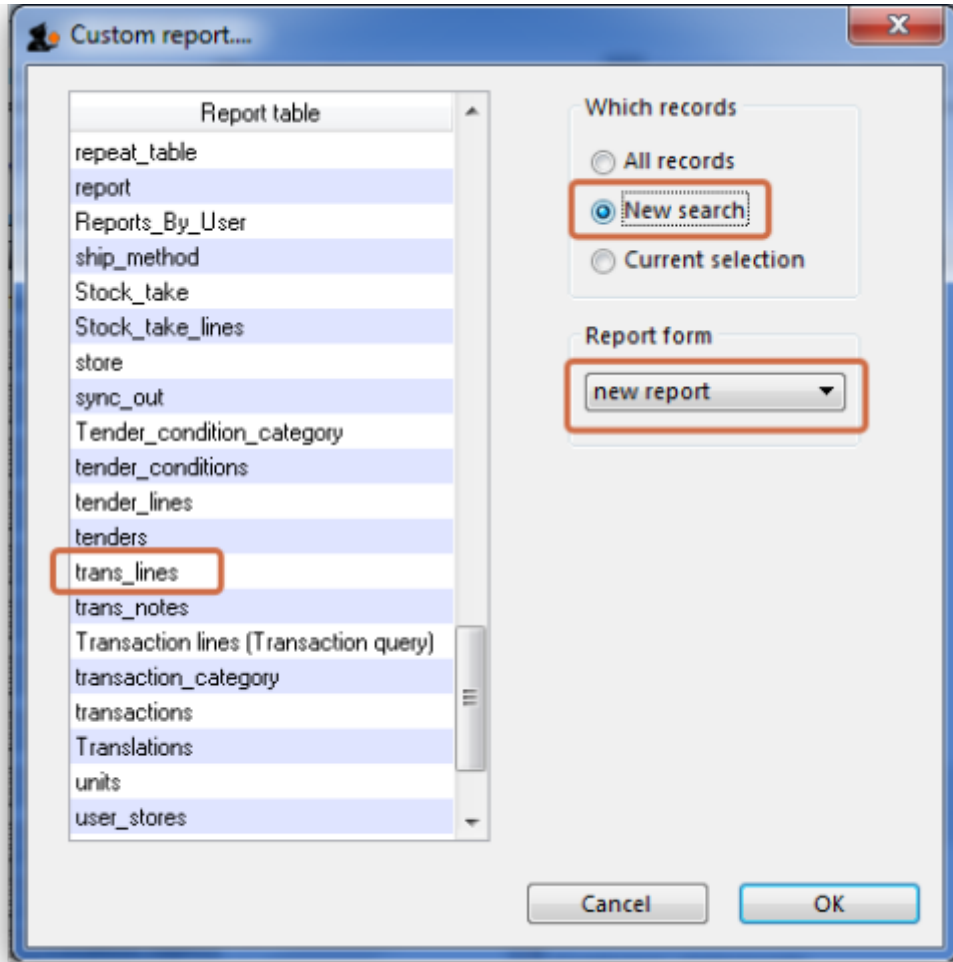 Custom report....
Report table
repeat_table
report
Reports_By_User
ship_method
Stock_take
Stock_take_lines
store
sync_out
Tender_condition_category
tender_conditions
tender_lines
tenders
trans_lines
trans_notes
Transaction lines (Transaction query)
transaction_category
transactions
Translations
units
user_stores
Which records
All records
New search
Current selection
Report form
new report
Cancel
OK